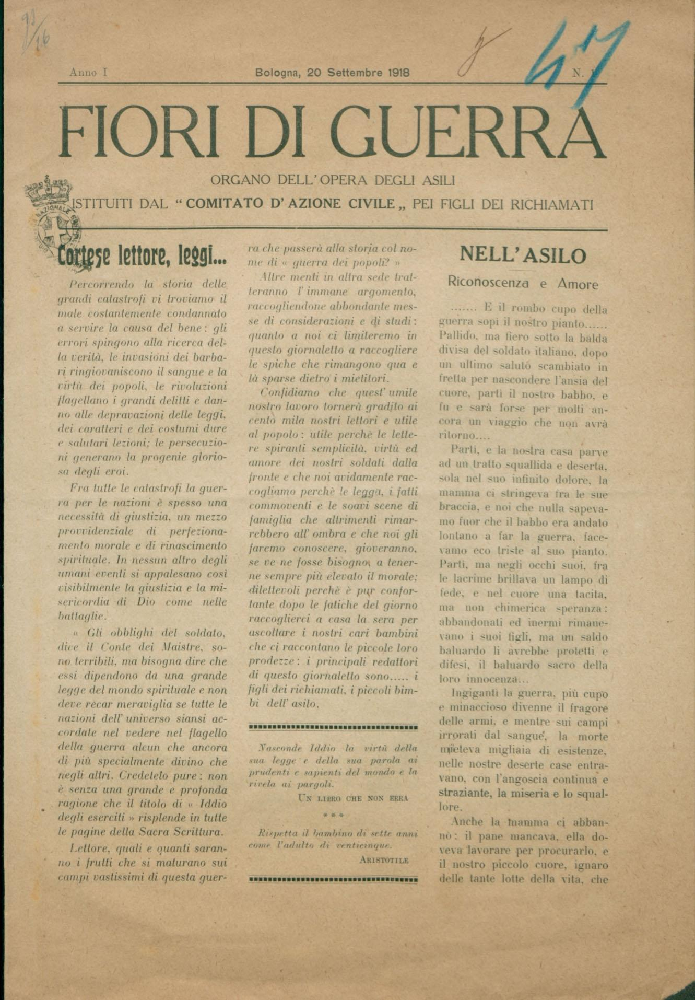 Anno I
Bologna, 20 Settembre 1918
N. 1
47
FIORI DI GUERRA
ORGANO DELL'OPERA DEGLI ASILI
ISTITUITI DAL “ COMITATO D'AZIONE CIVILE „ PEI FIGLI DEI RICHIAMATI
Cortese lettore, leggi...
Percorrendo la storia delle
grandi catastrofi vi troviamo il
male costantemente condannato
a servire la causa del bene: gli
errori spingono alla ricerca del-
la verità, le invasioni dei barba-
ri ringiovaniscono il sangue e la
virtù dei popoli, le rivoluzioni
flagellano i grandi delitti e dan-
no alle depravazioni delle leggi,
dei caratteri e dei costumi dure
e salutari lezioni; le persecuzio-
ni generano la progenie glorio-
sa degli eroi.
Fra tutte le catastrofi la guer-
ra per le nazioni è spesso una
necessità di giustizia, un mezzo
provvidenziale di perfeziona-
mento morale e di rinascimento
spirituale. In nessun altro degli
umani eventi si appalesano così
visibilmente la giustizia e la mi-
sericordia di Dio come nelle
battaglie.
« Gli obblighi del soldato,
dice il Conte dei Maistre, so-
no terribili, ma bisogna dire che
essi dipendono da una grande
legge del mondo spirituale e non
deve recar meraviglia se tutte le
nazioni dell'universo siansi ac-
cordate nel vedere nel flagello
della guerra alcun che ancora
di più specialmente divino che
negli altri. Credetelo pure: non
è senza una grande e profonda
ragione che il titolo di « Iddio
degli eserciti » risplende in tutte
le pagine della Sacra Scrittura.
Lettore, quali e quanti saran-
no i frutti che si maturano sui
campi vastissimi di questa guer-
ra che passerà alla storia col no-
me di « guerra dei popoli? »
Altre menti in altra sede trat-
teranno l'immane argomento,
raccogliendone abbondante mes-
se di considerazioni e di studi:
quanto a noi ci limiteremo in
questo giornaletto a raccogliere
le spiche che rimangono qua e
là sparse dietro i mietitori.
Confidiamo che quest'umile
nostro lavoro tornerà gradito ai
cento mila nostri lettori e utile
al popolo: utile perchè le lette-
re spiranti semplicità, virtù ed
amore dei nostri soldati dalla
fronte e che noi avidamente rac-
cogliamo perchè le legga, i fatti
commoventi e le soavi scene di
famiglia che altrimenti rimar-
rebbero all'ombra e che noi gli
faremo conoscere, gioveranno,
se ve ne fosse bisogno, a tener-
ne sempre più elevato il morale;
dilettevoli perchè è pur confor-
tante dopo le fatiche del giorno
raccoglierci a casa la sera per
ascoltare i nostri cari bambini
che ci raccontano le piccole loro
prodezze: i principali redattori
di questo giornaletto sono..... i
figli dei richiamati, i piccoli bim-
bi dell'asilo.
Nasconde Iddio la virtù della
sua legge e della sua parola ai
prudenti e sapienti del mondo e la
rivela ai pargoli.
UN LIBRO CHE NON ERRA
***
Rispetta il bambino di sette anni
come l'adulto di venticinque.
ARISTOTILE
NELL'ASILO
Riconoscenza e Amore
....... E il rombo cupo della
guerra sopì il nostro pianto......
Pallido, ma fiero sotto la balda
divisa del soldato italiano, dopo
un ultimo saluto scambiato in
fretta per nascondere l'ansia del
cuore, partì il nostro babbo, e
fu e sarà forse per molti an-
cora un viaggio che non avrà
ritorno....
Partì, e la nostra casa parve
ad un tratto squallida e deserta,
sola nel suo infinito dolore, la
mamma ci stringeva fra le sue
braccia, e noi che nulla sapeva-
mo fuor che il babbo era andato
lontano a far la guerra, face-
vamo eco triste al suo pianto.
Partì, ma negli occhi suoi, fra
le lacrime brillava un lampo di
fede, e nel cuore una tacita,
ma non chimerica speranza:
abbandonati ed inermi rimane-
vano i suoi figli, ma un saldo
baluardo li avrebbe protetti e
difesi, il baluardo sacro della
loro innocenza...
Ingigantì la guerra, più cupo
e minaccioso divenne il fragore
delle armi, e mentre sui campi
irrorati dal sangue, la morte
mieteva migliaia di esistenze,
nelle nostre deserte case entra-
vano, con l'angoscia continua e
straziante, la miseria e lo squal-
lore.
Anche la mamma ci abban-
nò: il pane mancava, ella do-
veva lavorare per procurarlo, e
il nostro piccolo cuore, ignaro
delle tante lotte della vita, che